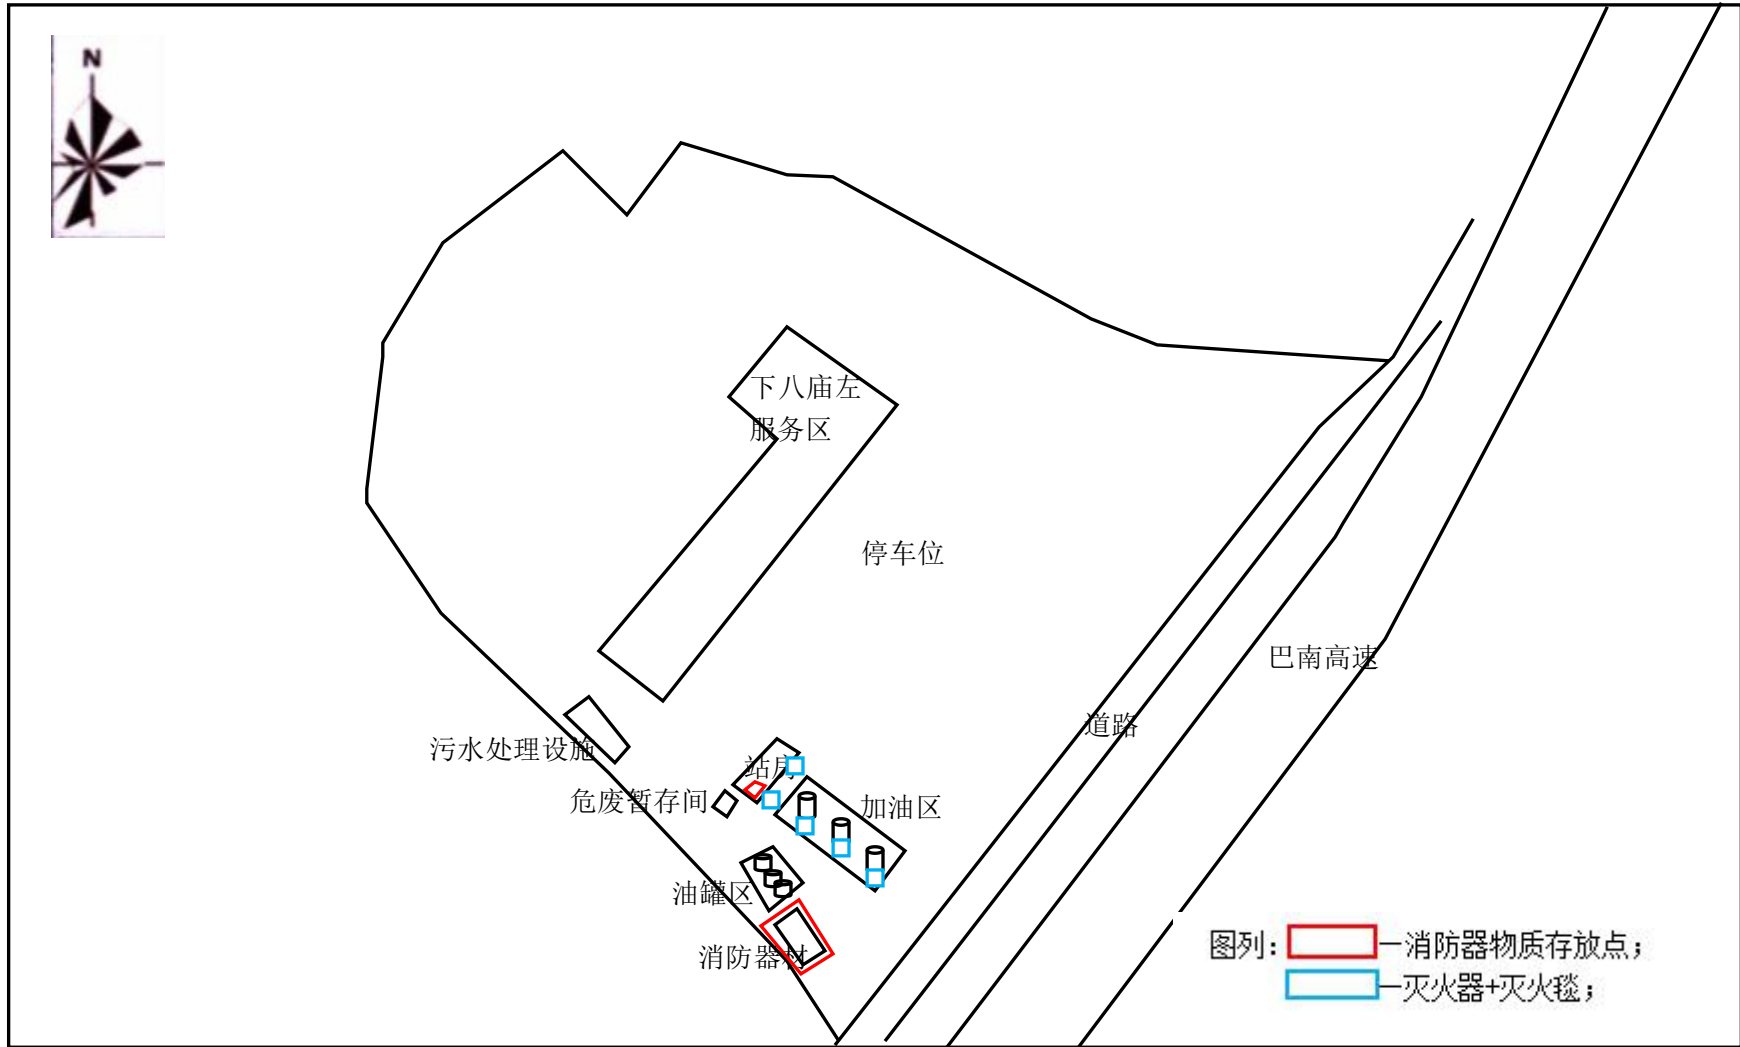 N
下八庙左
服务区
停车位
巴南高速
道路
污水处理设施
站房
危废暂存间
加油区
油罐区
消防器材
图列：
—消防器物质存放点；
—灭火器+灭火毯；